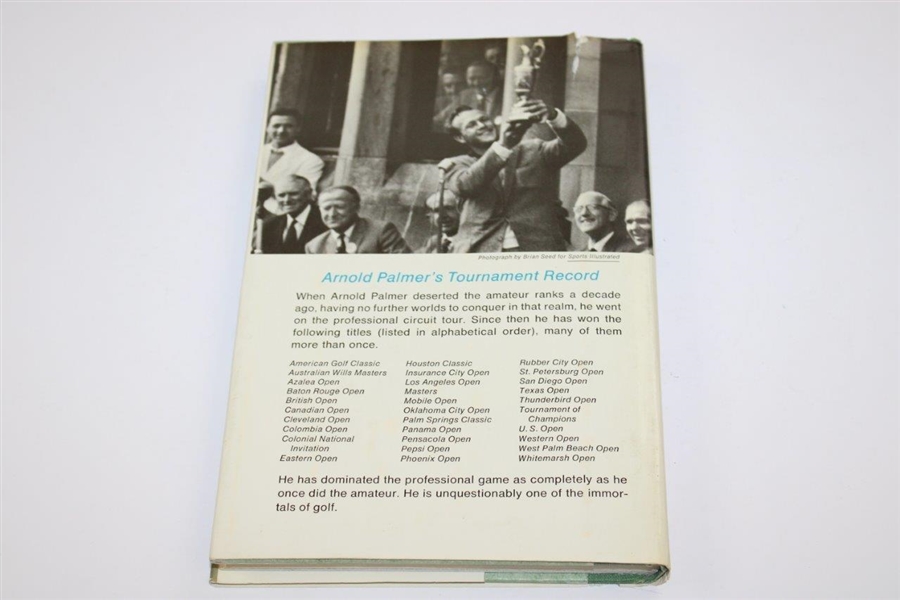 Photograph by Brian Seed for Sports Illustrated
Arnold Palmer's Tournament Record
When Arnold Palmer deserted the amateur ranks a decade
ago, having no further worlds to conquer in that realm, he went
on the professional circuit tour. Since then he has won the
following titles (listed in alphabetical order), many of them
more than once.
American Golf Classic
Australian Wills Masters
Azalea Open
Baton Rouge Open
British Open
Canadian Open
Cleveland Open
Colombia Open
Colonial National
Invitation
Eastern Open
Houston Classic
Insurance City Open
Los Angeles Open
Masters
Mobile Open
Oklahoma City Open
Palm Springs Classic
Panama Open
Pensacola Open
Pepsi Open
Phoenix Open
Rubber City Open
St. Petersburg Open
San Diego Open
Texas Open
Thunderbird Open
Tournament of
Champions
U. S. Open
Western Open
West Palm Beach Open
Whitemarsh Open
He has dominated the professional game as completely as he
once did the amateur. He is unquestionably one of the immor-
tals of golf.